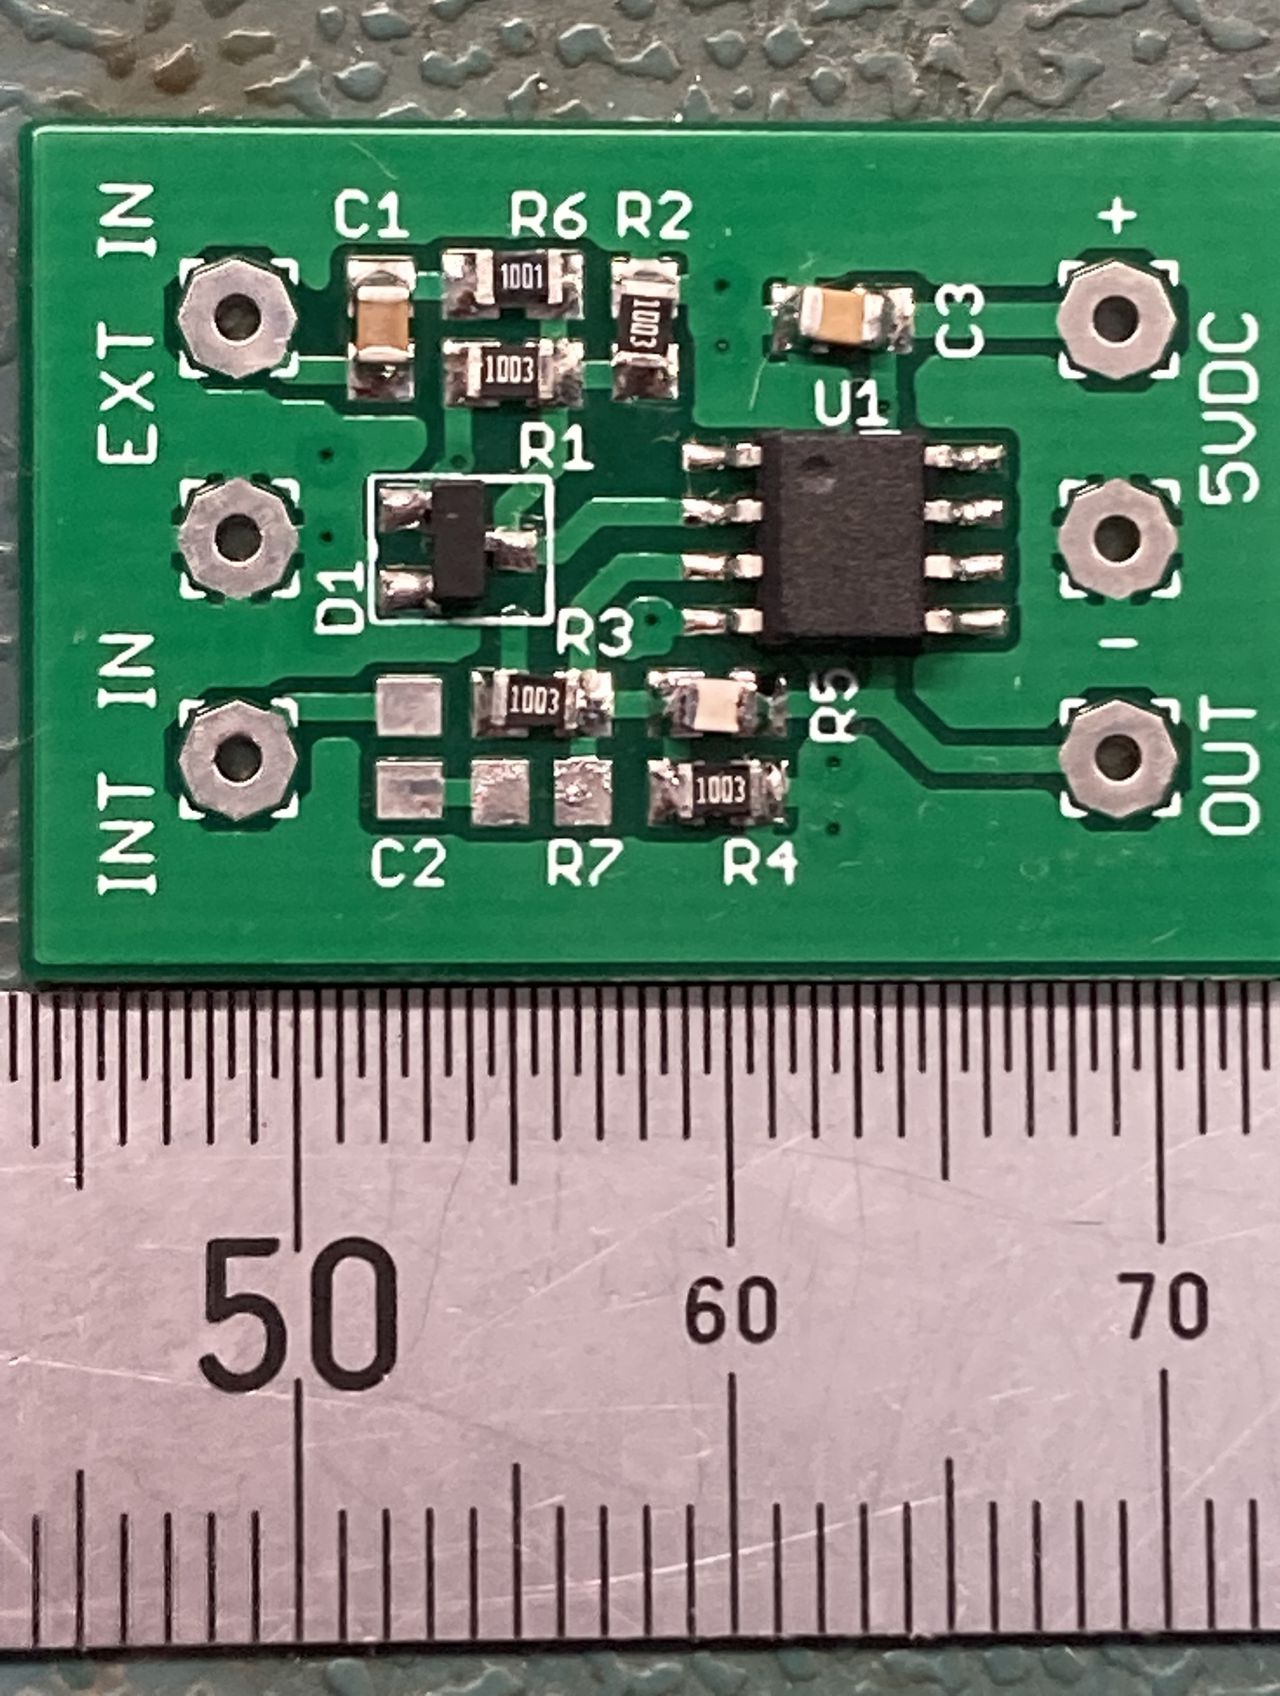 EXT IN
INT IN
C1
R6
R2
1001
1003
1003
C3
+
5VDC
U1
R1
D1
R3
1003
R5
1003
-
OUT
C2
R7
R4
50
60
70